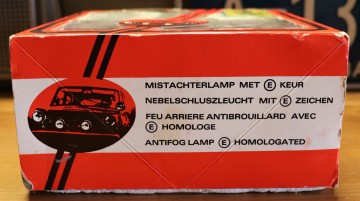 MISTACHTERLAMP MET Ⓔ KEUR
NEBELSCHLUSZLEUCHT MIT Ⓔ ZEICHEN
FEU ARRIERE ANTIBROUILLARD AVEC
Ⓔ HOMOLOGE
ANTIFOG LAMP Ⓔ HOMOLOGATED